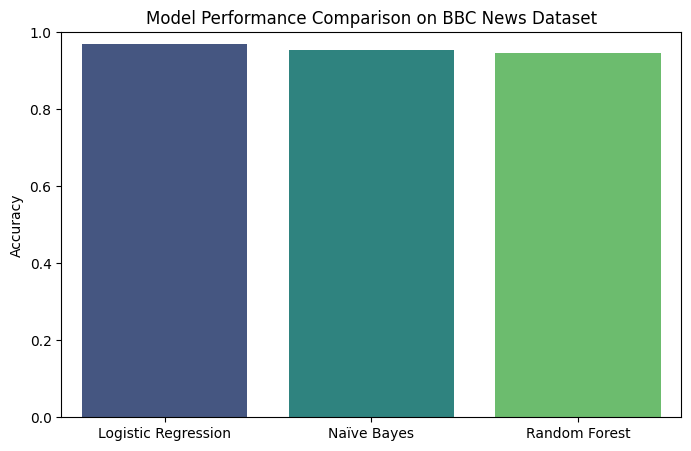 Model Performance Comparison on BBC News Dataset
1.0
0.8
0.6
0.4
0.2
0.0
Accuracy
Logistic Regression
Naïve Bayes
Random Forest